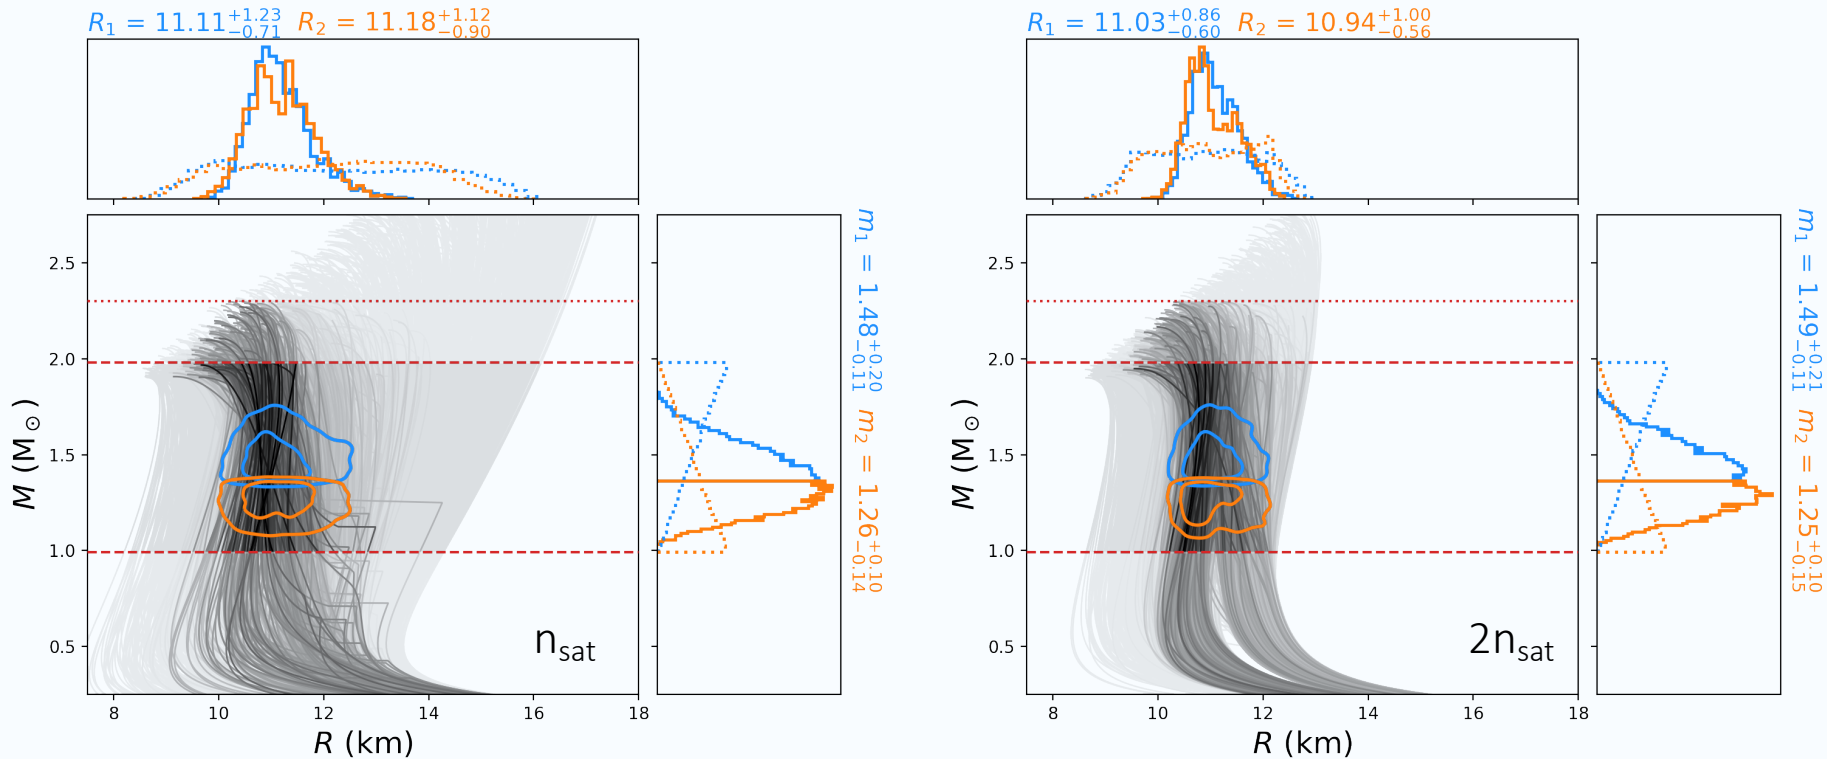 R₁ = 11.11⁺¹·²³₋₀.₇₁ R₂ = 11.18⁺¹·¹²₋₀.₉₀
2.5
2.0
1.5
1.0
0.5
M (M⊙)
n_sat
8 10 12 14 16 18
R (km)
m₁ = 1.48⁺⁰·²⁰₋₀.₁₁ m₂ = 1.26⁺⁰·¹⁰₋₀.₁₄
R₁ = 11.03⁺⁰·⁸⁶₋₀.₆₀ R₂ = 10.94⁺¹·⁰⁰₋₀.₅₆
2.5
2.0
1.5
1.0
0.5
M (M⊙)
2n_sat
8 10 12 14 16 18
R (km)
m₁ = 1.49⁺⁰·²¹₋₀.₁₁ m₂ = 1.25⁺⁰·¹⁰₋₀.₁₅